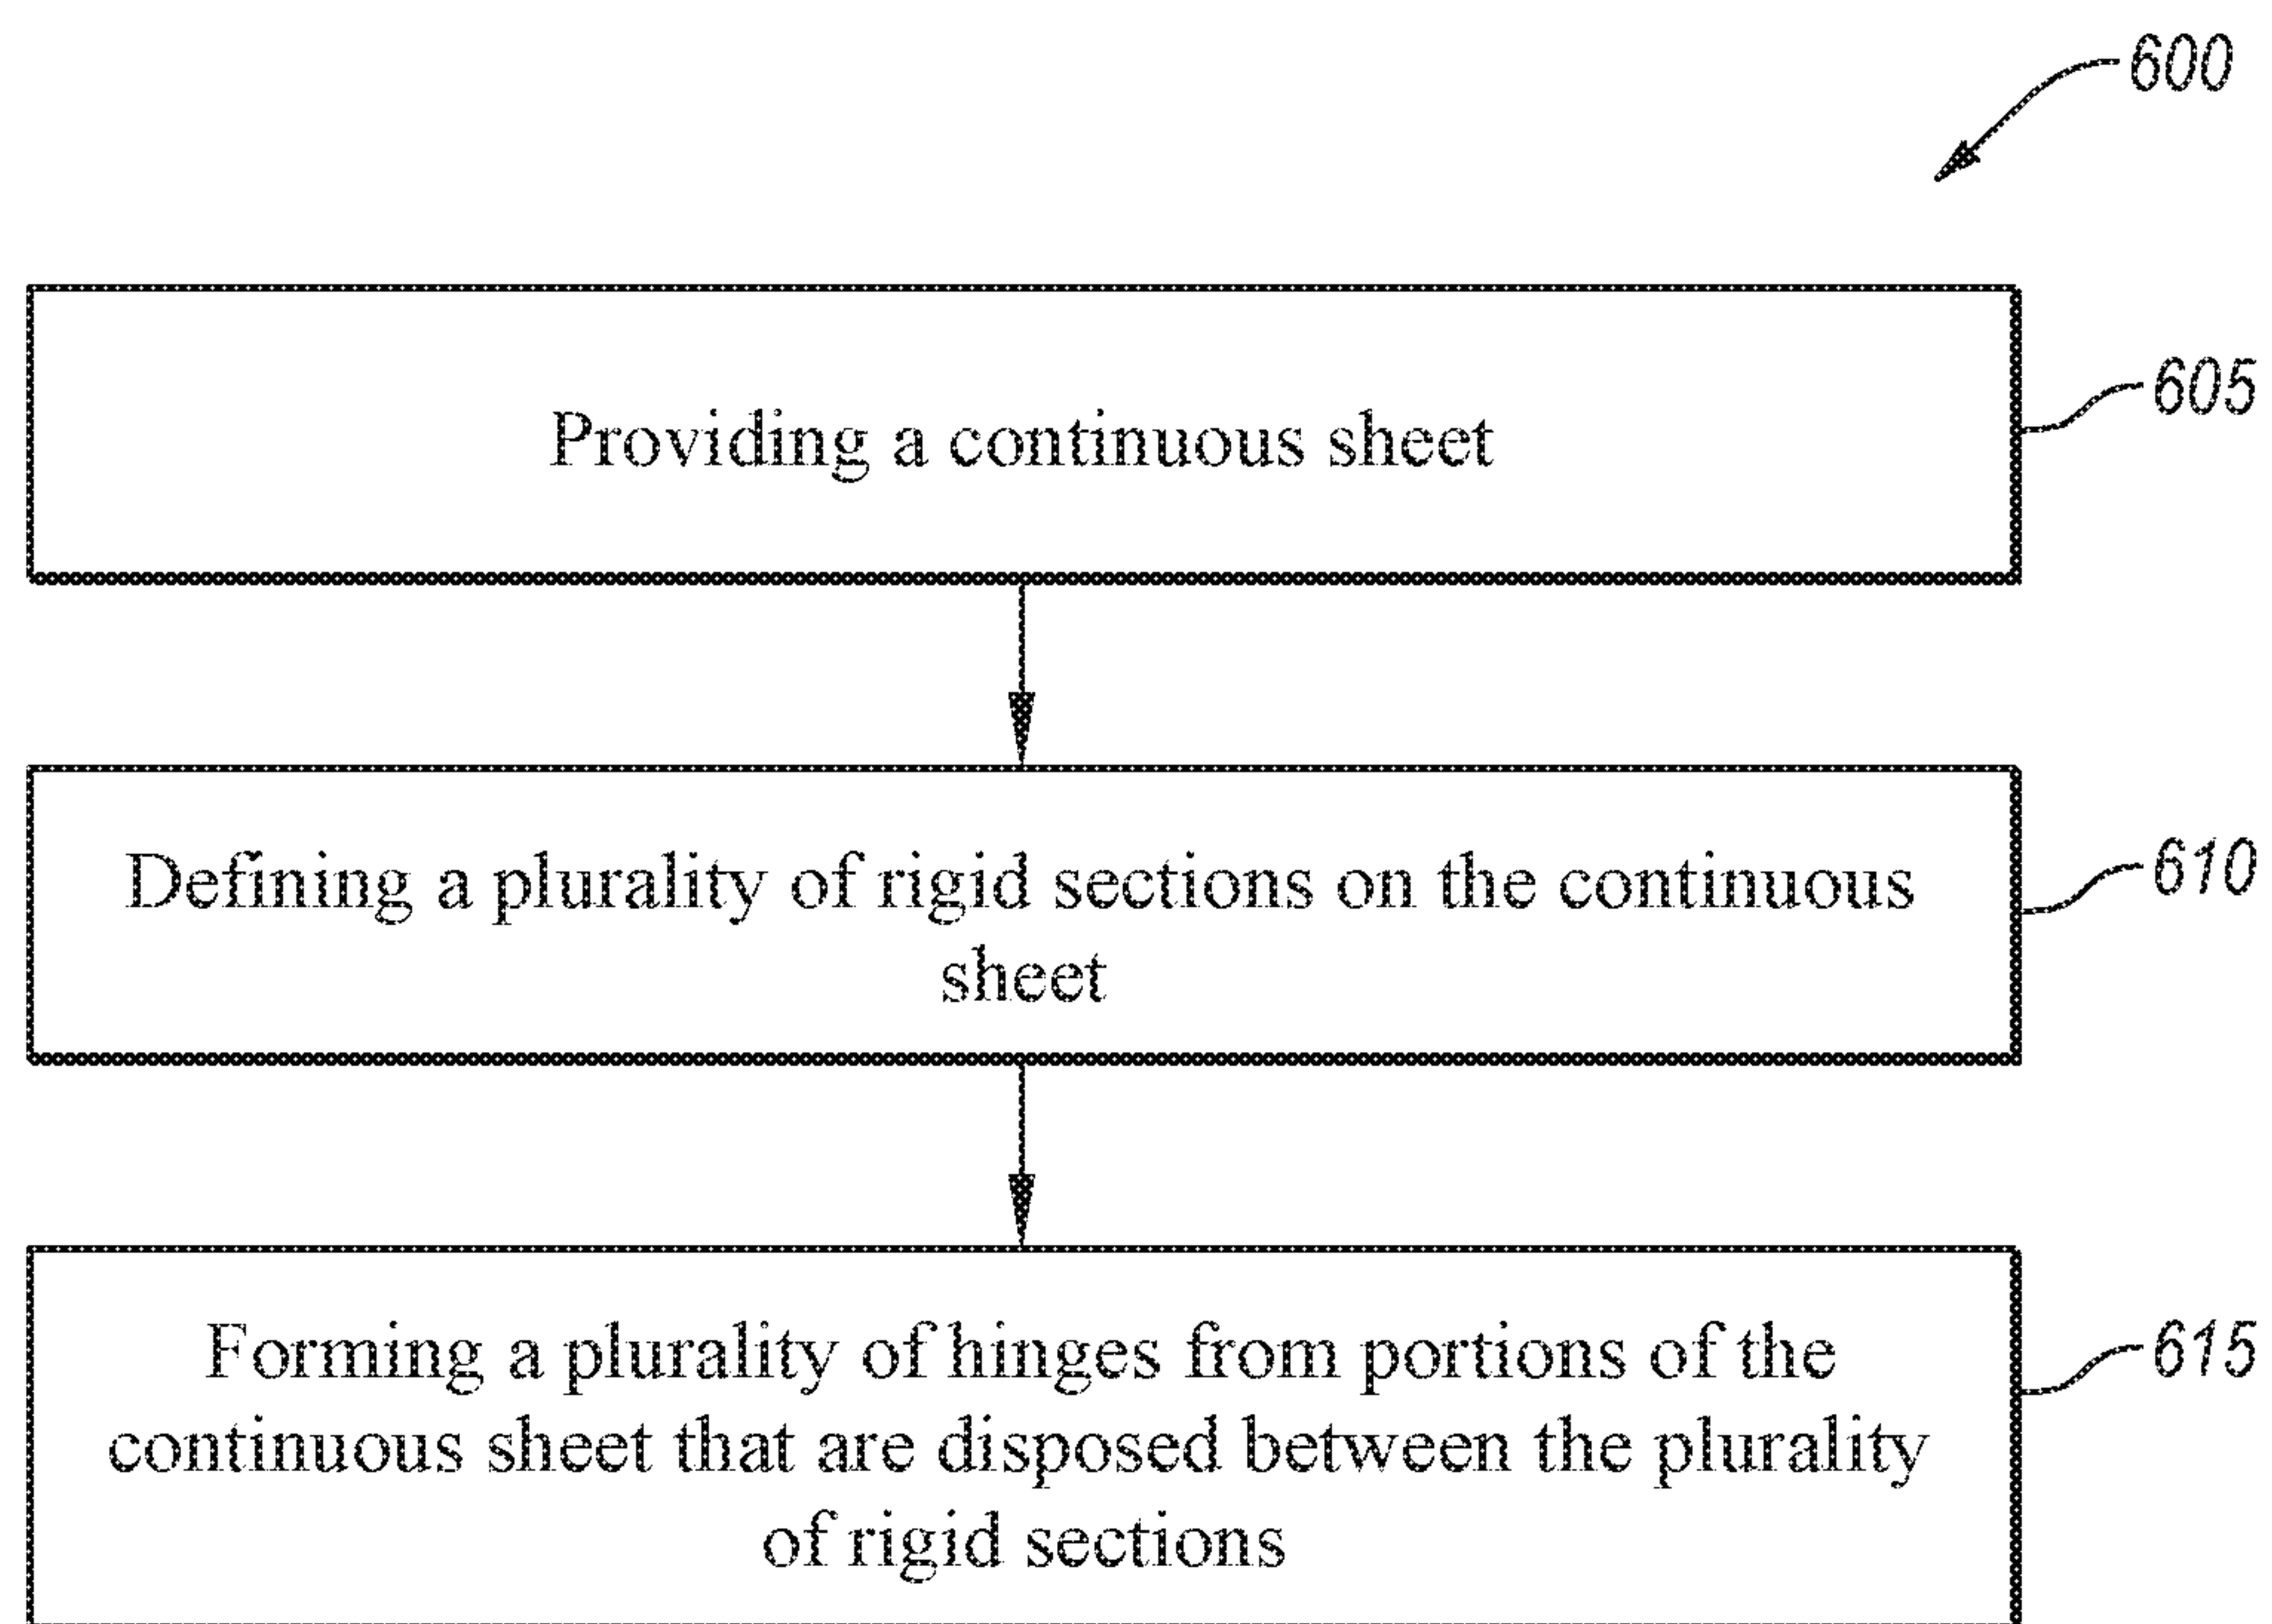 600
Providing a continuous sheet
605
Defining a plurality of rigid sections on the continuous
sheet
610
Forming a plurality of hinges from portions of the
continuous sheet that are disposed between the plurality
of rigid sections
615